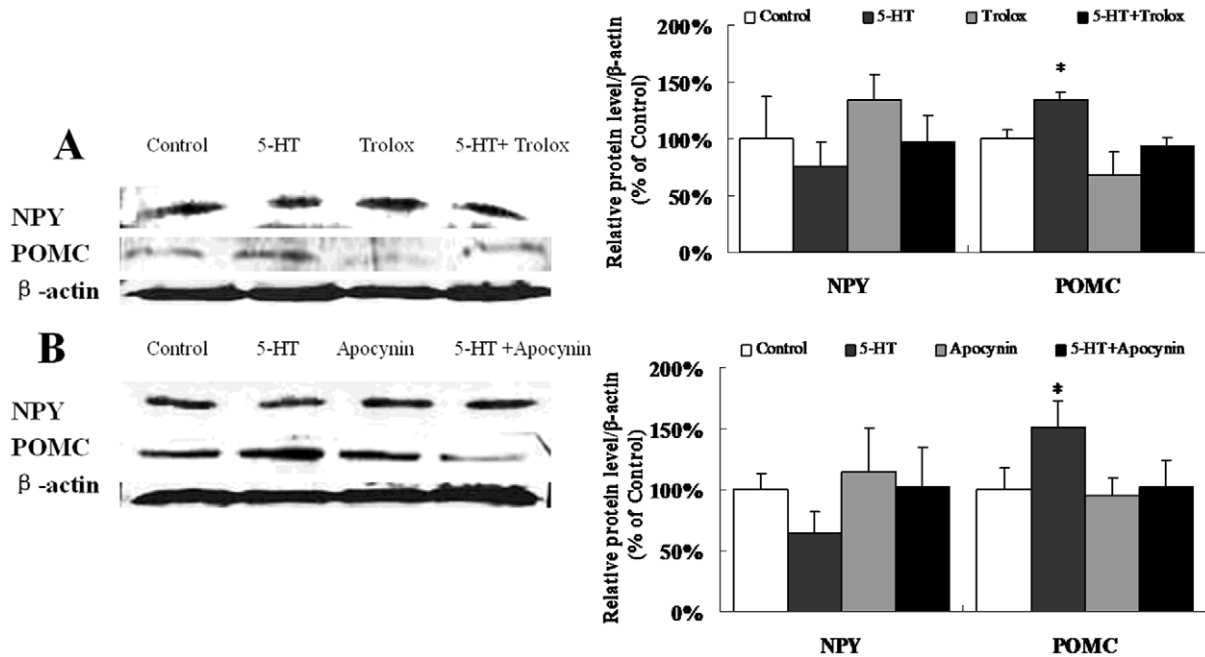 A
Control 5-HT Trolox 5-HT+ Trolox
NPY
POMC
β -actin
Control 5-HT Trolox 5-HT+Trolox
Relative protein level/β-actin
(% of Control)
200%
150%
100%
50%
0%
*
NPY POMC
B
Control 5-HT Apocynin 5-HT +Apocynin
NPY
POMC
β -actin
Control 5-HT Apocynin 5-HT+Apocynin
Relative protein level/β-actin
(% of Control)
200%
150%
100%
50%
0%
*
NPY POMC